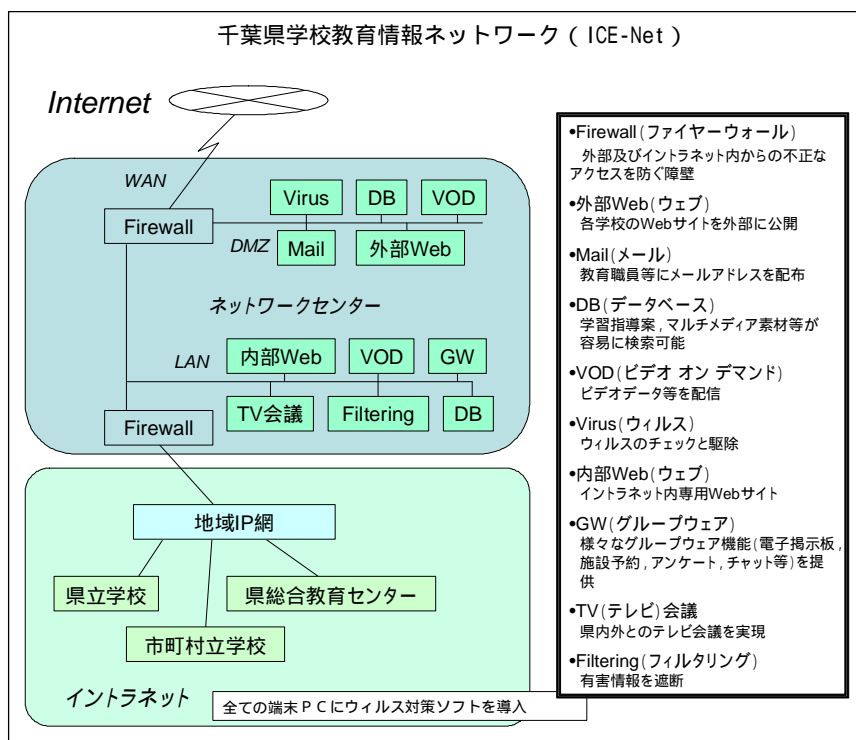 千葉県学校教育情報ネットワーク（ICE-Net）
Internet
WAN
Firewall
Virus
DB
VOD
DMZ
Mail
外部Web
ネットワークセンター
LAN
内部Web
VOD
GW
TV会議
Filtering
DB
Firewall
地域IP網
県立学校
県総合教育センター
市町村立学校
イントラネット
全ての端末ＰＣにウィルス対策ソフトを導入
•Firewall(ファイヤーウォール)
外部及びイントラネット内からの不正な
アクセスを防ぐ障壁
•外部Web(ウェブ)
各学校のWebサイトを外部に公開
•Mail(メール)
教育職員等にメールアドレスを配布
•DB(データベース)
学習指導案,マルチメディア素材等が
容易に検索可能
•VOD(ビデオ オン デマンド)
ビデオデータ等を配信
•Virus(ウィルス)
ウィルスのチェックと駆除
•内部Web(ウェブ)
イントラネット内専用Webサイト
•GW(グループウェア)
様々なグループウェア機能(電子掲示板,
施設予約,アンケート,チャット等)を提
供
•TV(テレビ)会議
県内外とのテレビ会議を実現
•Filtering(フィルタリング)
有害情報を遮断